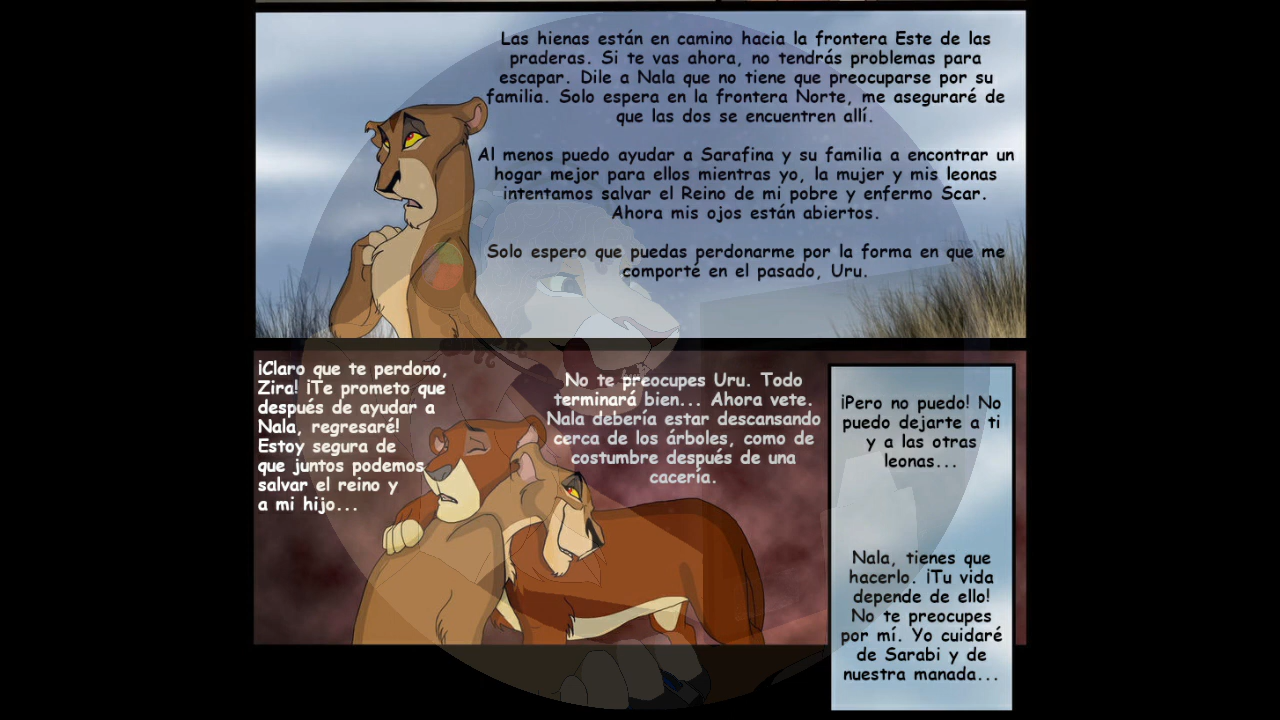 Las hienas están en camino hacia la frontera Este de las
praderas. Si te vas ahora, no tendrás problemas para
escapar. Dile a Nala que no tiene que preocuparse por su
familia. Solo espera en la frontera Norte, me aseguraré de
que las dos se encuentren allí.
Al menos puedo ayudar a Sarafina y su familia a encontrar un
hogar mejor para ellos mientras yo, la mujer y mis leonas
intentamos salvar el Reino de mi pobre y enfermo Scar.
Ahora mis ojos están abiertos.
Solo espero que puedas perdonarme por la forma en que me
comporté en el pasado, Uru.
¡Claro que te perdono,
Zira! ¡Te prometo que
después de ayudar a
Nala, regresaré!
Estoy segura de
que juntos podemos
salvar el reino y
a mi hijo...
No te preocupes Uru. Todo
terminará bien... Ahora vete.
Nala debería estar descansando
cerca de los árboles, como de
costumbre después de una
cacería.
¡Pero no puedo! No
puedo dejarte a ti
y a las otras
leonas...
Nala, tienes que
hacerlo. ¡Tu vida
depende de ello!
No te preocupes
por mí. Yo cuidaré
de Sarabi y de
nuestra manada...